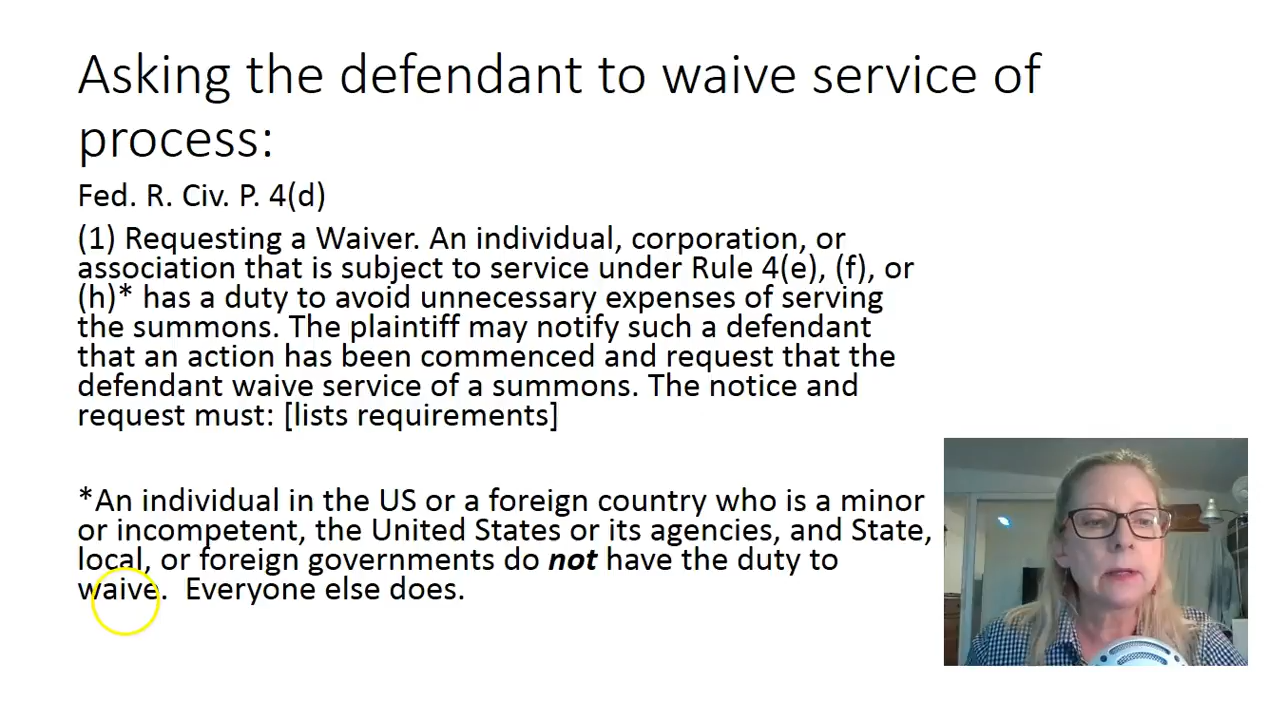 Asking the defendant to waive service of
process:
Fed. R. Civ. P. 4(d)
(1) Requesting a Waiver. An individual, corporation, or
association that is subject to service under Rule 4(e), (f), or
(h)* has a duty to avoid unnecessary expenses of serving
the summons. The plaintiff may notify such a defendant
that an action has been commenced and request that the
defendant waive service of a summons. The notice and
request must: [lists requirements]
*An individual in the US or a foreign country who is a minor
or incompetent, the United States or its agencies, and State,
local, or foreign governments do not have the duty to
waive. Everyone else does.